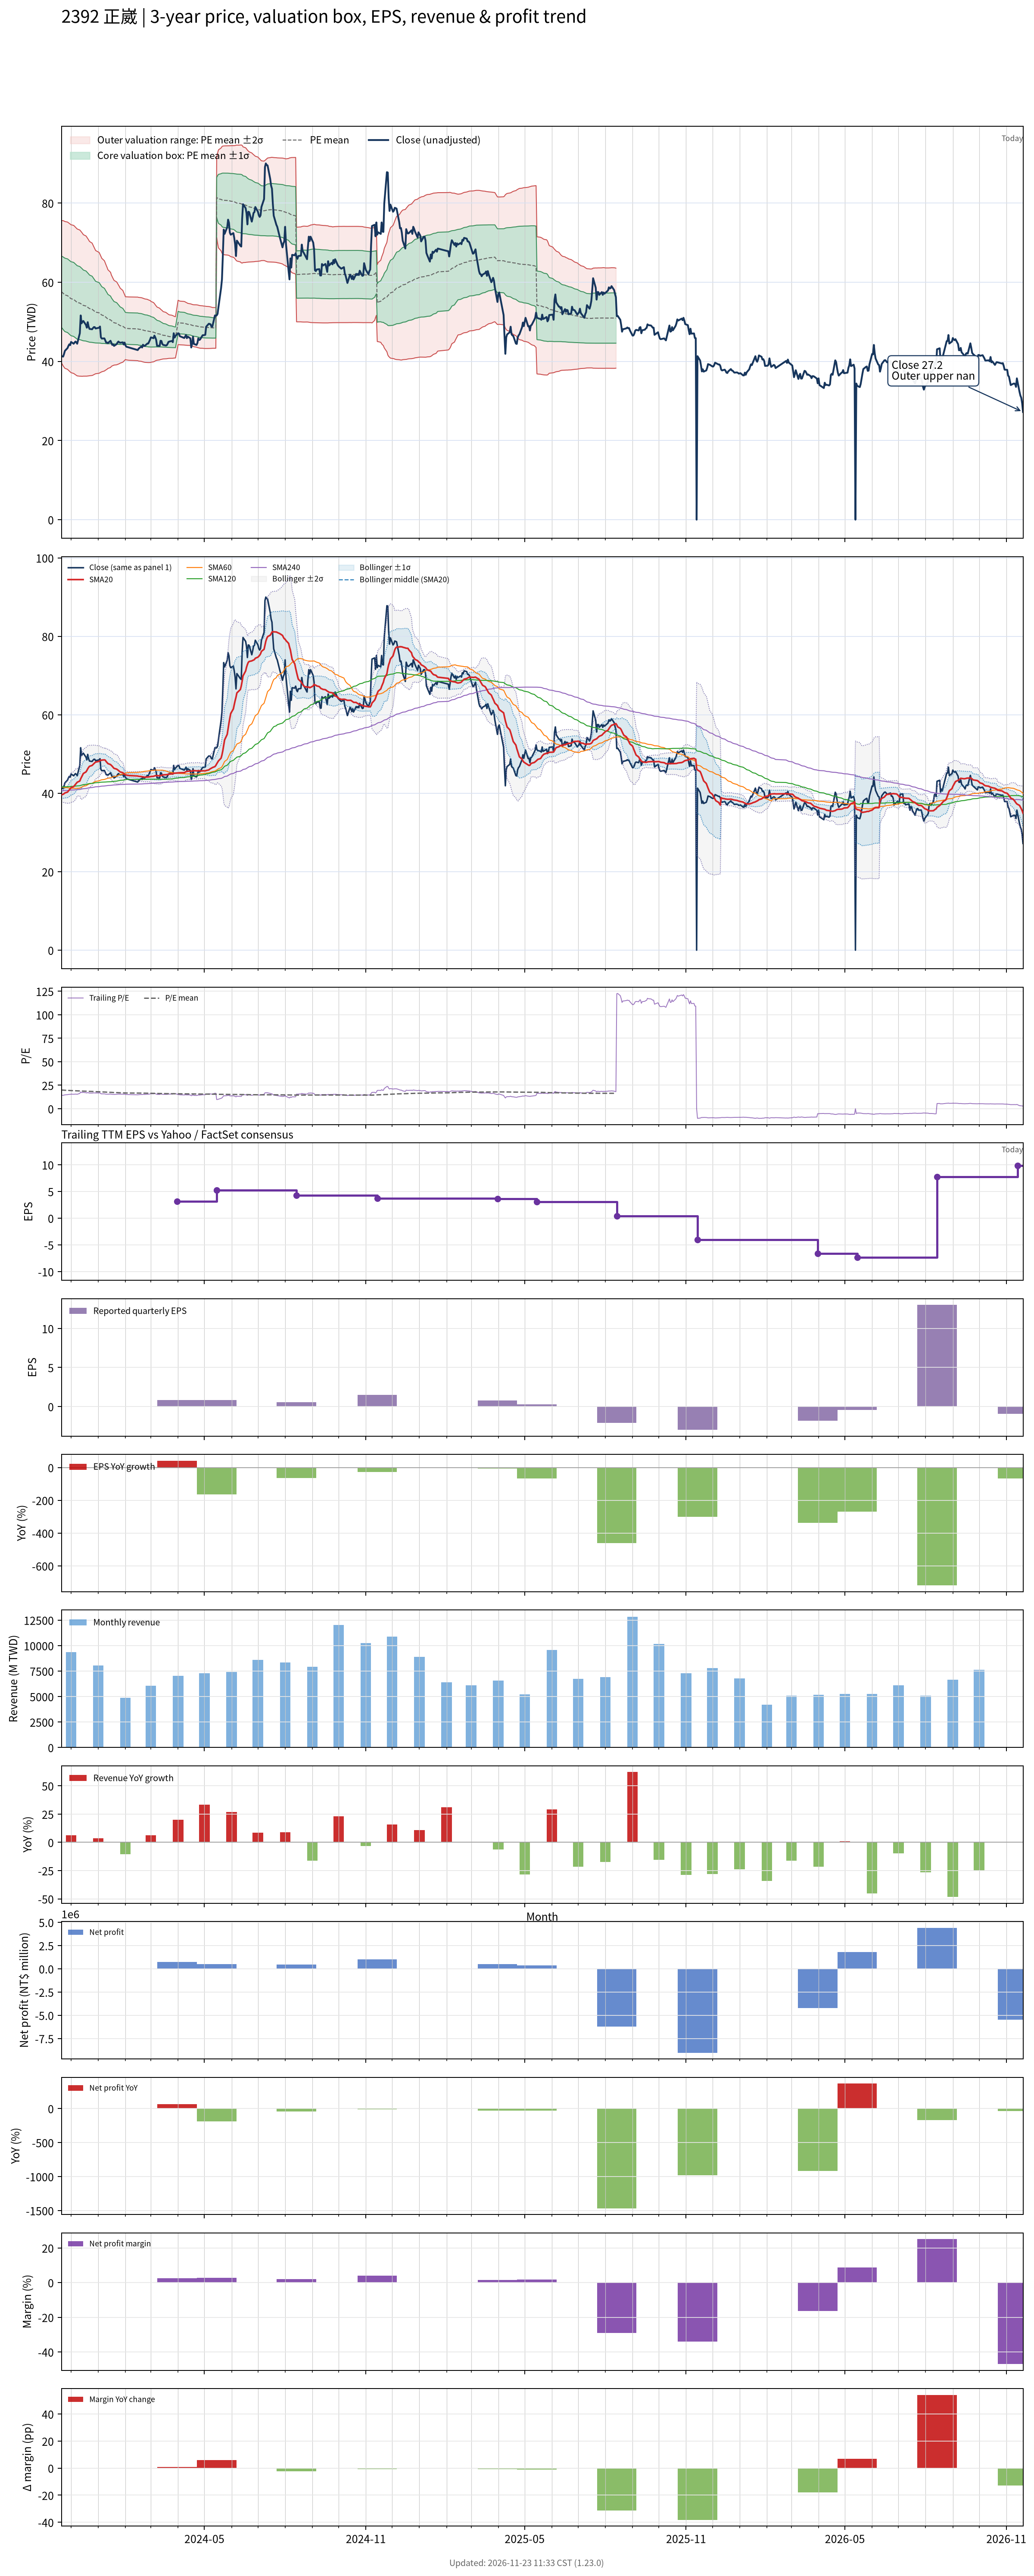 2392 正崴 | 3-year price, valuation box, EPS, revenue & profit trend
Outer valuation range: PE mean ±2σ
Core valuation box: PE mean ±1σ
PE mean
Close (unadjusted)
Today
Price (TWD)
80
60
40
20
0
Close 27.2
Outer upper nan
Close (same as panel 1)
SMA20
SMA60
SMA120
SMA240
Bollinger ±2σ
Bollinger ±1σ
Bollinger middle (SMA20)
Price
100
80
60
40
20
0
Trailing P/E
P/E mean
P/E
125
100
75
50
25
0
Trailing TTM EPS vs Yahoo / FactSet consensus
Today
EPS
10
5
0
-5
-10
Reported quarterly EPS
EPS
10
5
0
EPS YoY growth
YoY (%)
0
-200
-400
-600
Monthly revenue
Revenue (M TWD)
12500
10000
7500
5000
2500
0
Revenue YoY growth
YoY (%)
50
25
0
-25
-50
Month
1e6
Net profit
Net profit (NT$ million)
5.0
2.5
0.0
-2.5
-5.0
-7.5
Net profit YoY
YoY (%)
0
-500
-1000
-1500
Net profit margin
Margin (%)
20
0
-20
-40
Margin YoY change
Δ margin (pp)
40
20
0
-20
-40
2024-05
2024-11
2025-05
2025-11
2026-05
2026-11
Updated: 2026-11-23 11:33 CST (1.23.0)